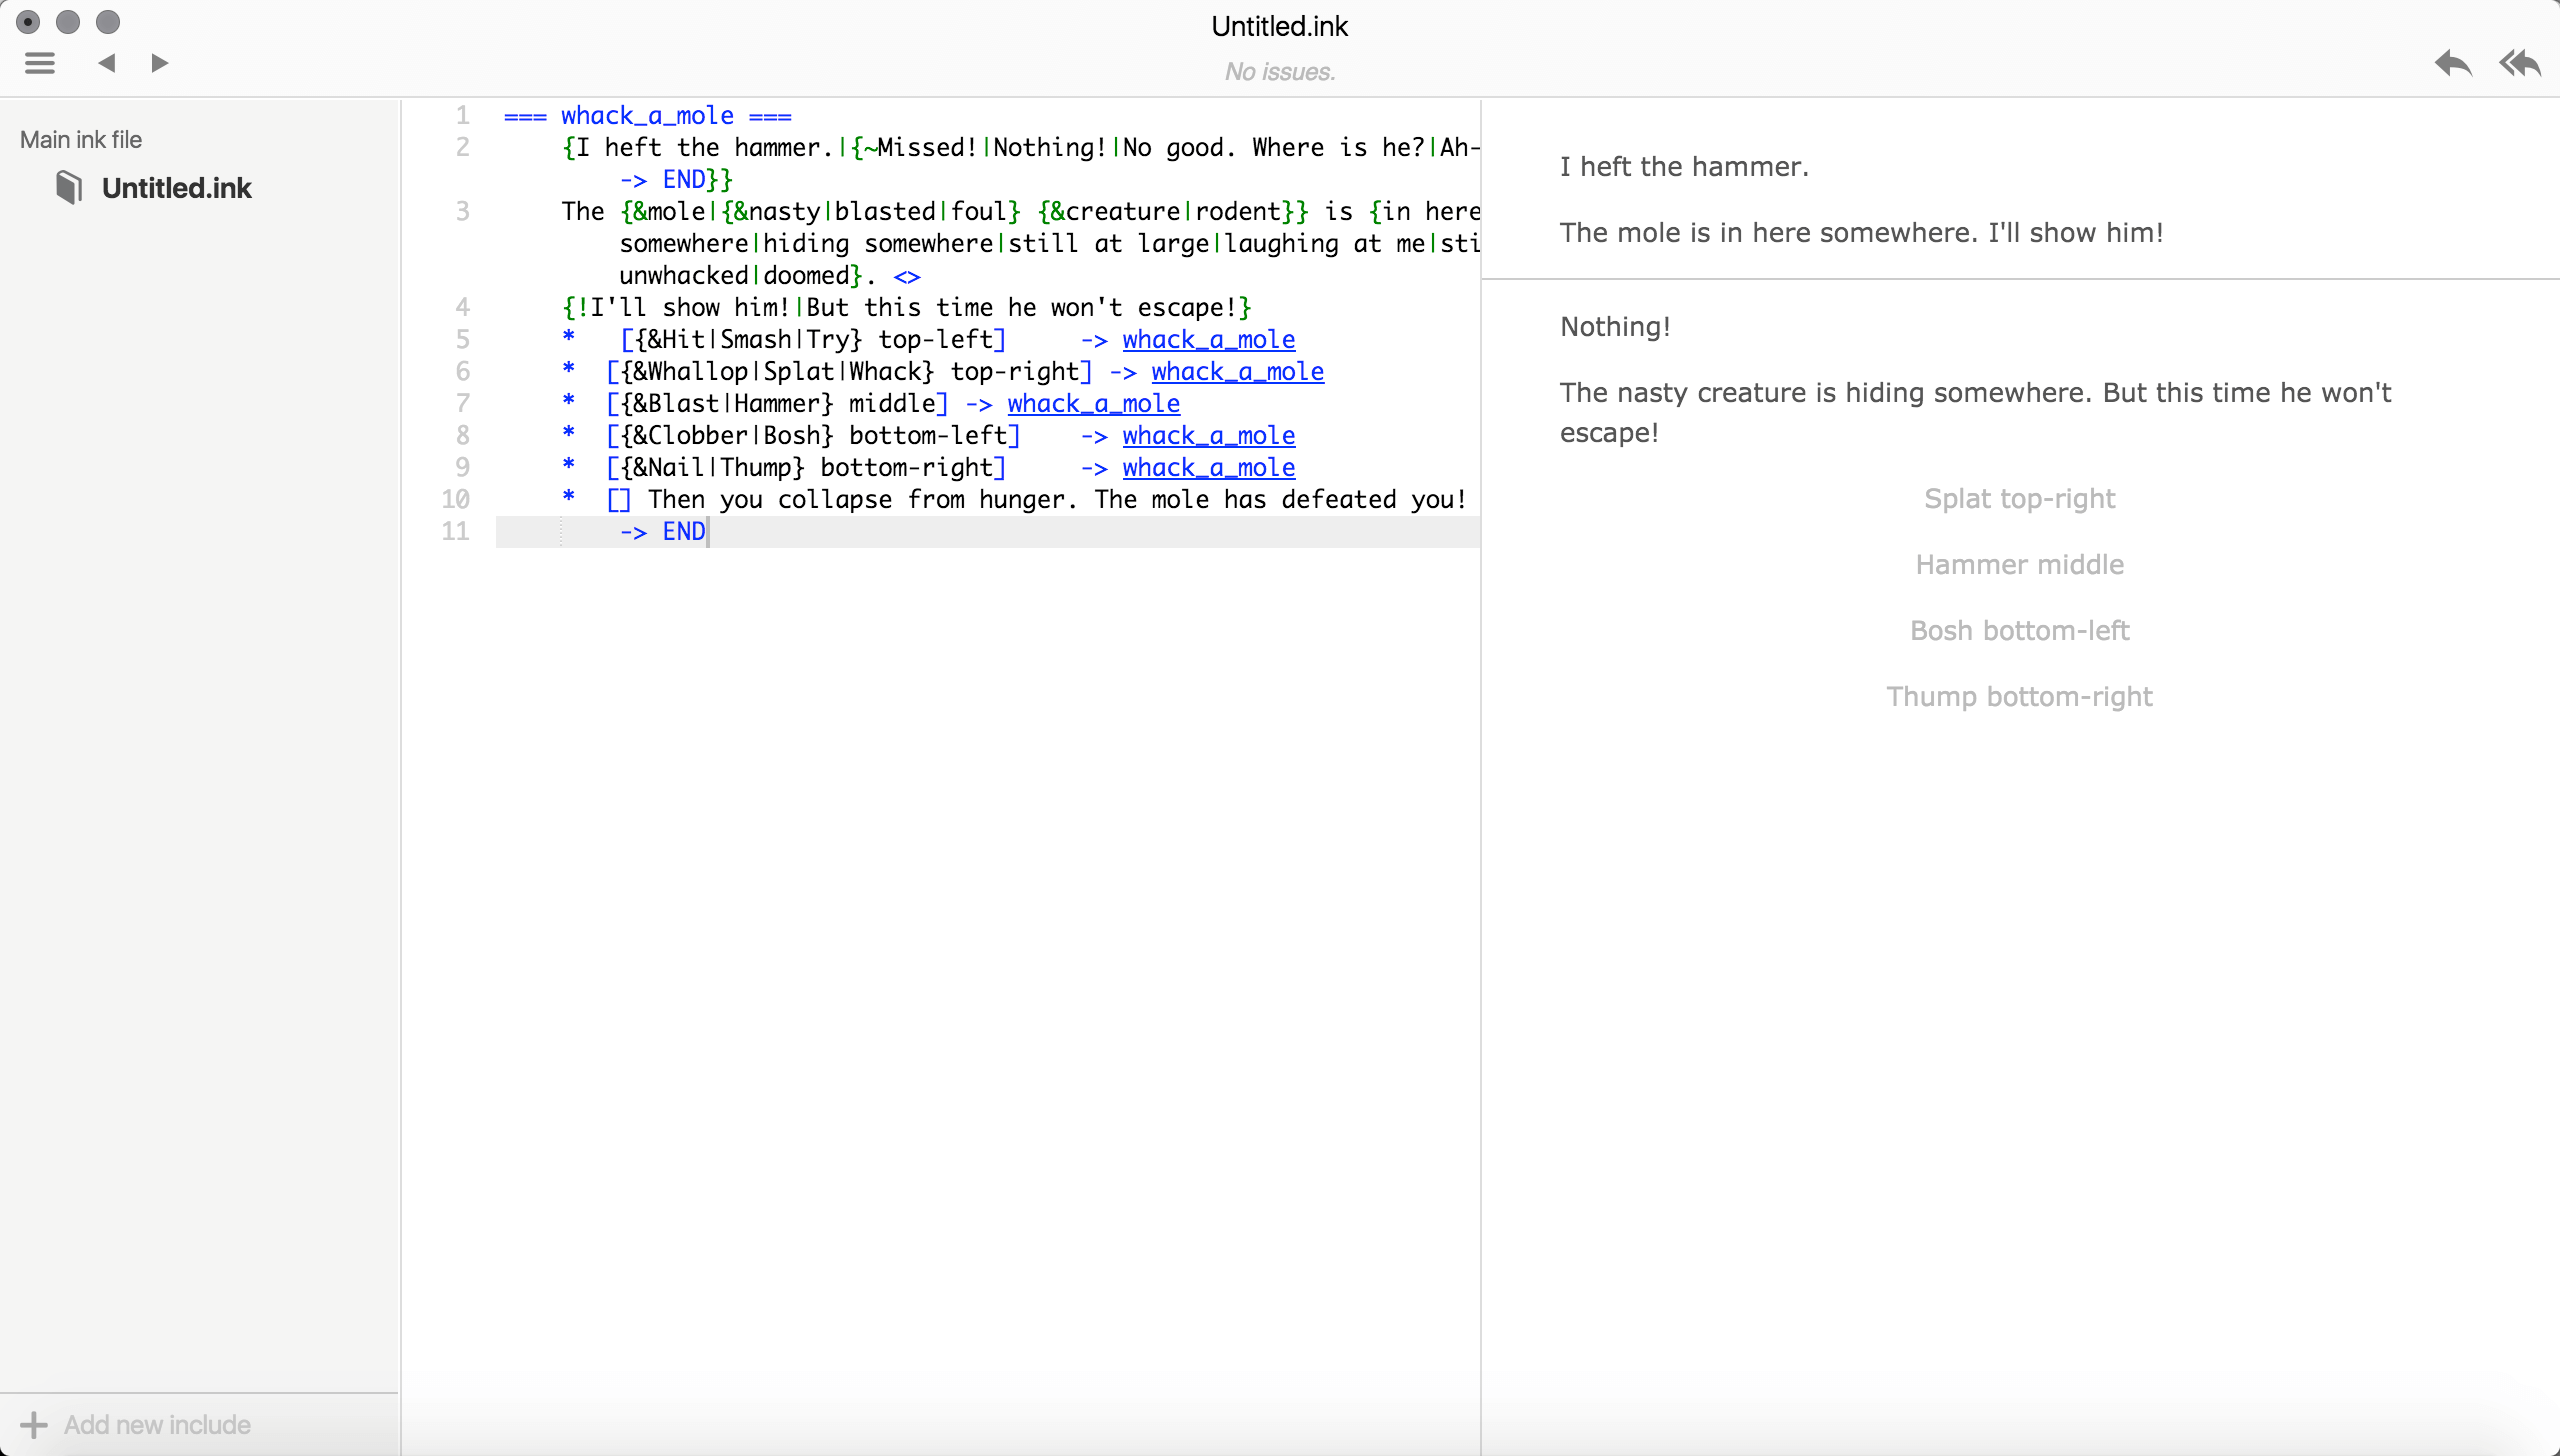 Untitled.ink
No issues.
Main ink file
Untitled.ink
1 === whack_a_mole ===
2 {I heft the hammer.|{~Missed!|Nothing!|No good. Where is he?|Ah-
-> END}}
3 The {&mole|{&nasty|blasted|foul} {&creature|rodent}} is {in here
somewhere|hiding somewhere|still at large|laughing at me|sti
unwhacked|doomed}. <>
4 {!I'll show him!|But this time he won't escape!}
5 * [{&Hit|Smash|Try} top-left] -> whack_a_mole
6 * [{&Whallop|Splat|Whack} top-right] -> whack_a_mole
7 * [{&Blast|Hammer} middle] -> whack_a_mole
8 * [{&Clobber|Bosh} bottom-left] -> whack_a_mole
9 * [{&Nail|Thump} bottom-right] -> whack_a_mole
10 * [] Then you collapse from hunger. The mole has defeated you!
11 -> END
I heft the hammer.
The mole is in here somewhere. I'll show him!
Nothing!
The nasty creature is hiding somewhere. But this time he won't
escape!
Splat top-right
Hammer middle
Bosh bottom-left
Thump bottom-right
Add new include